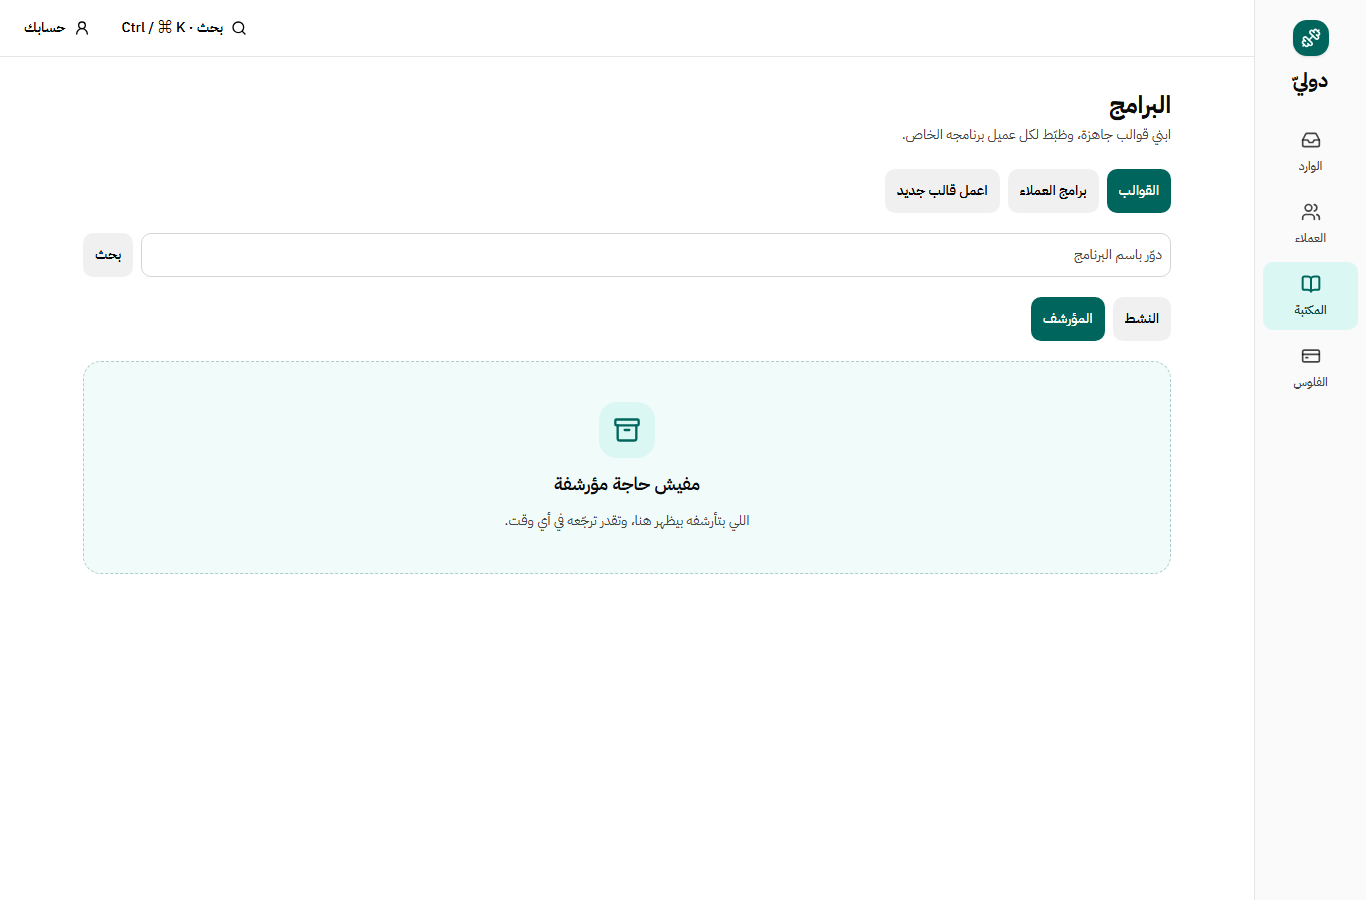 دوليّ
الوارد
العملاء
المكتبة
الفلوس
بحث · Ctrl / ⌘ K
حسابك
البرامج
ابني قوالب جاهزة، وظبّط لكل عميل برنامجه الخاص.
القوالب
برامج العملاء
اعمل قالب جديد
دوّر باسم البرنامج
بحث
النشط
المؤرشف
مفيش حاجة مؤرشفة
اللي بتأرشفه بيظهر هنا، وتقدر ترجّعه في أي وقت.